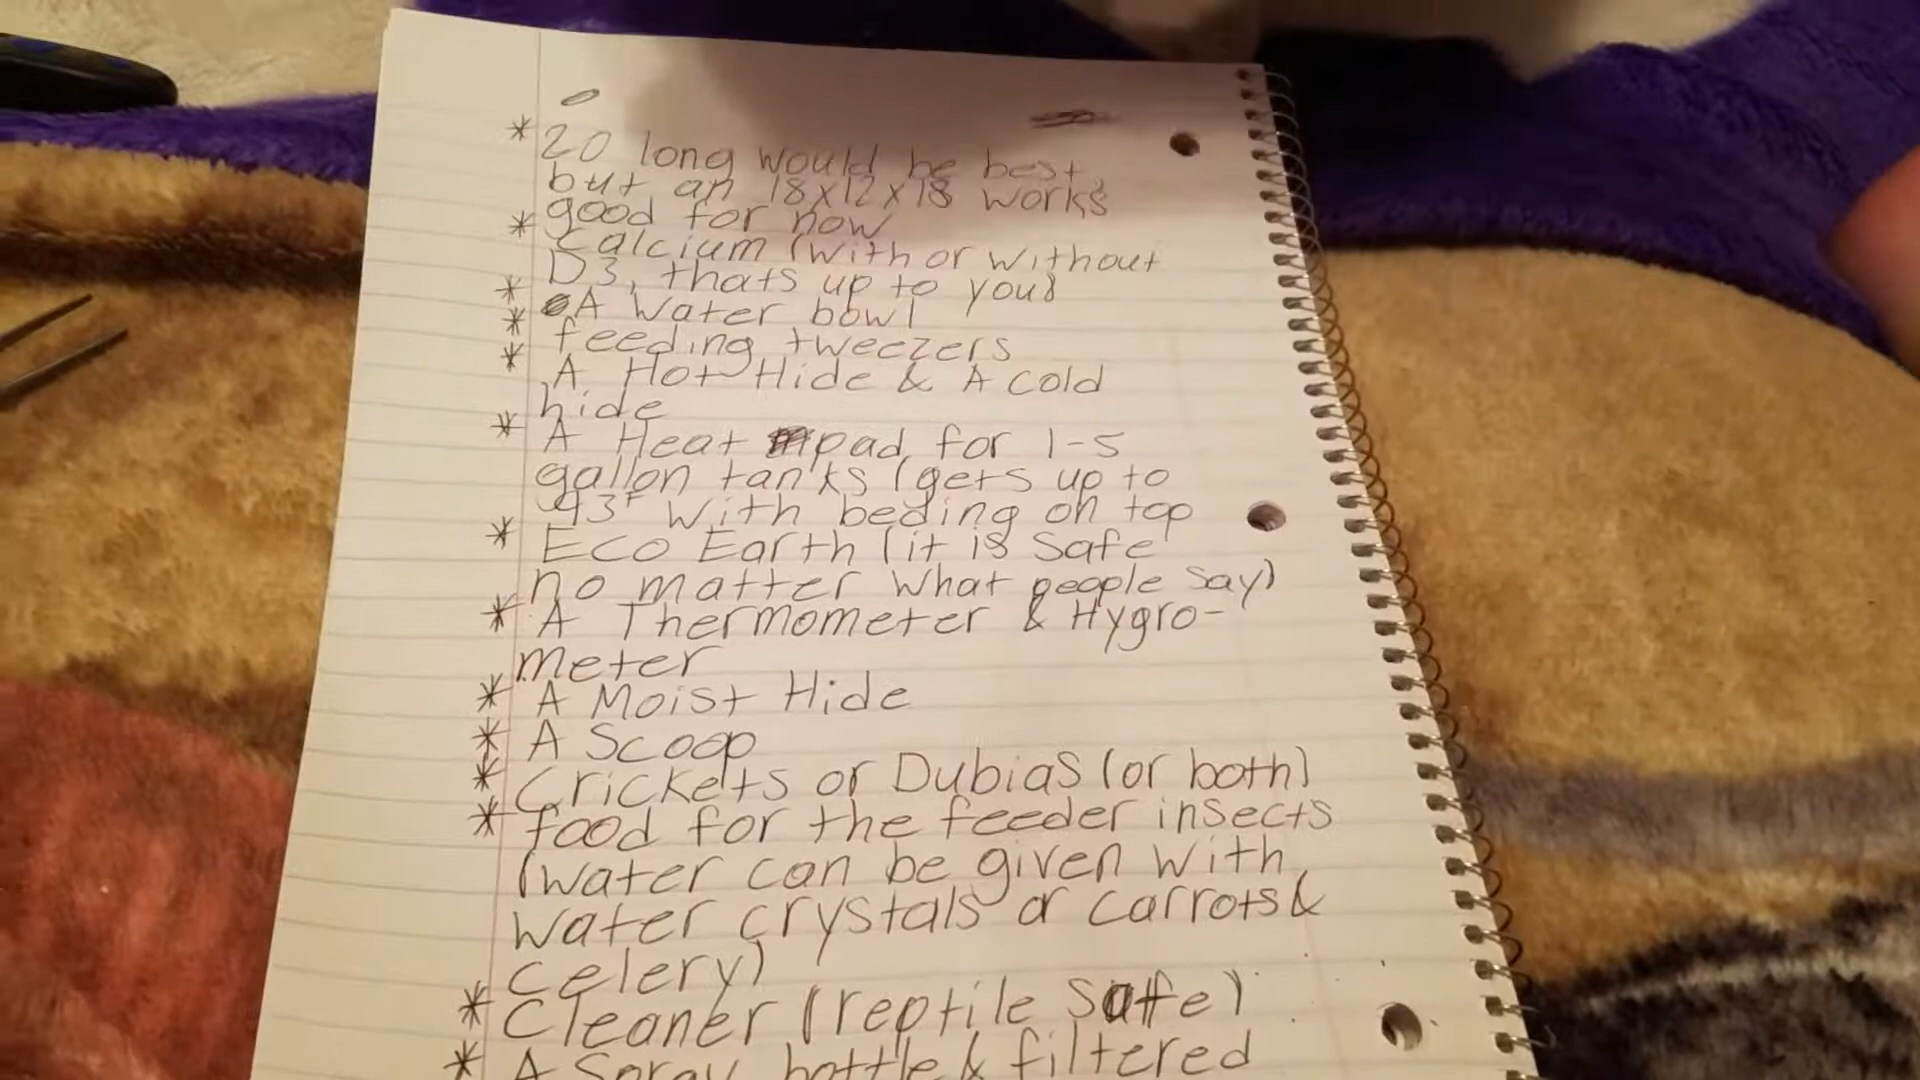 * 20 long would be best,
but an 18x12x18 works
good for now
* Calcium (with or without
D3, thats up to you)
* A Water bowl
* feeding tweezers
* A Hot Hide & A cold
hide
* A Heat pad for 1-5
gallon tanks (gets up to
93F with beding on top
* Eco Earth (it is safe
no matter what people say)
* A Thermometer & Hygro-
meter
* A Moist Hide
* A Scoop
* Crickets or Dubias (or both)
* food for the feeder insects
(water can be given with
water crystals or carrots &
celery)
* Cleaner (reptile safe)
* A Spray bottle & filtered